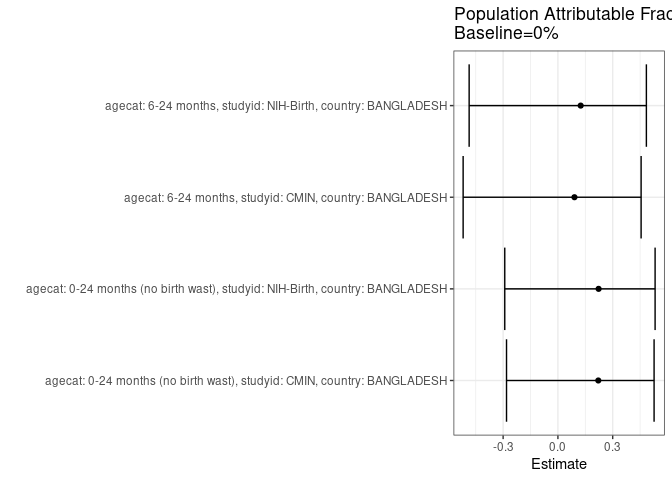 Population Attributable Frac
Baseline=0%
agecat: 6-24 months, studyid: NIH-Birth, country: BANGLADESH
agecat: 6-24 months, studyid: CMIN, country: BANGLADESH
agecat: 0-24 months (no birth wast), studyid: NIH-Birth, country: BANGLADESH
agecat: 0-24 months (no birth wast), studyid: CMIN, country: BANGLADESH
-0.3 0.0 0.3
Estimate